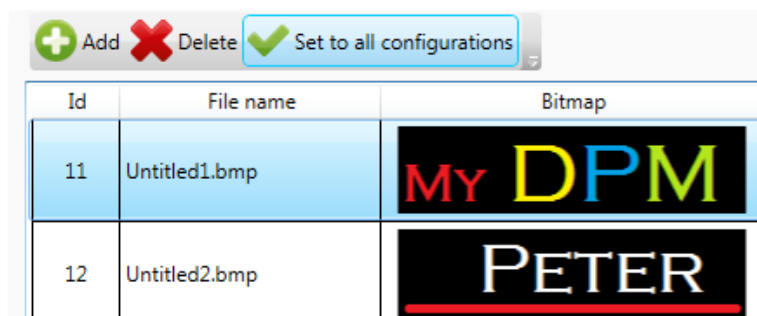 Add Delete Set to all configurations
Id File name Bitmap
11 Untitled1.bmp MY DPM
12 Untitled2.bmp PETER